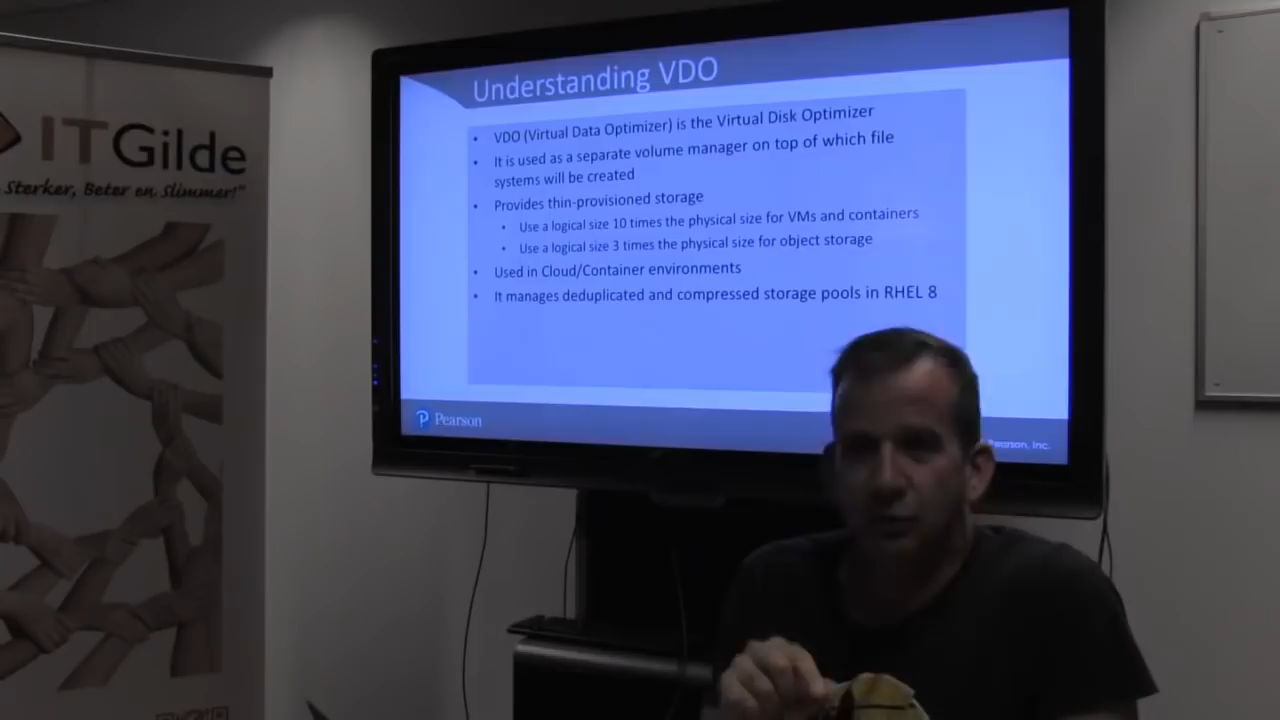 ITGilde
Sterker, Beter en Slimmer!"
Understanding VDO
• VDO (Virtual Data Optimizer) is the Virtual Disk Optimizer
• It is used as a separate volume manager on top of which file
systems will be created
• Provides thin-provisioned storage
• Use a logical size 10 times the physical size for VMs and containers
• Use a logical size 3 times the physical size for object storage
• Used in Cloud/Container environments
• It manages deduplicated and compressed storage pools in RHEL 8
Pearson
Pearson, Inc.